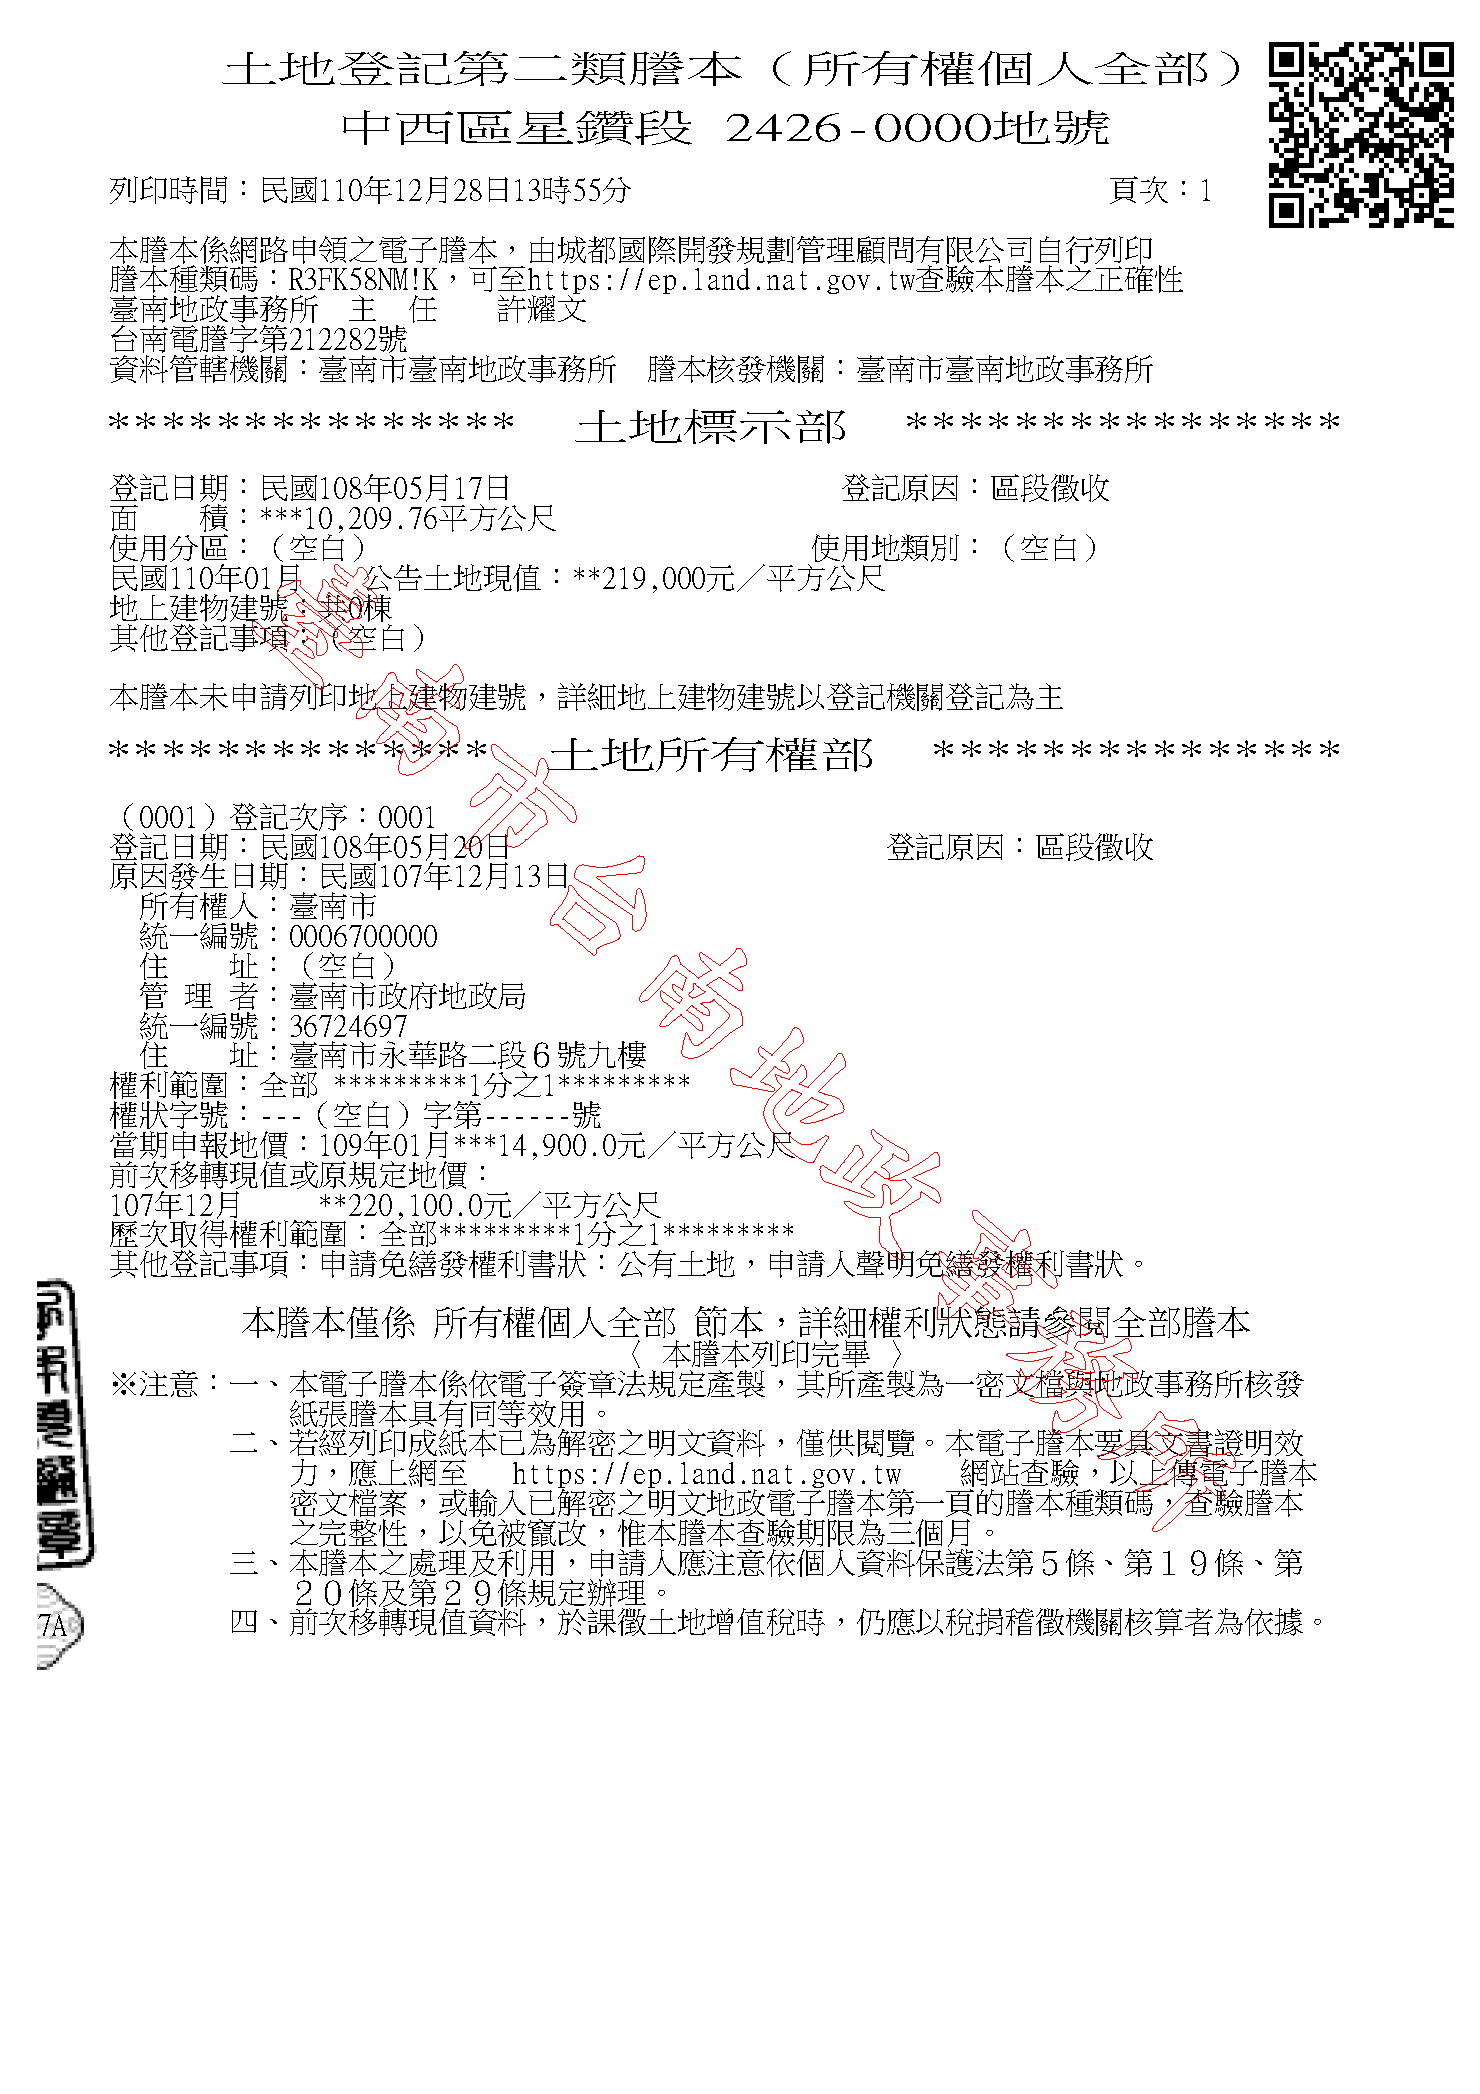 土地登記第二類謄本（所有權個人全部）
中西區星鑽段 2426-0000地號
列印時間：民國110年12月28日13時55分 頁次：1
本謄本係網路申領之電子謄本，由城都國際開發規劃管理顧問有限公司自行列印
謄本種類碼：R3FK58NM!K，可至https://ep.land.nat.gov.tw查驗本謄本之正確性
臺南地政事務所　主　任　　許耀文
台南電謄字第212282號
資料管轄機關：臺南市臺南地政事務所　謄本核發機關：臺南市臺南地政事務所
***************　土地標示部　****************
登記日期：民國108年05月17日 登記原因：區段徵收
面　　積：***10,209.76平方公尺
使用分區：（空白） 使用地類別：（空白）
民國110年01月　　公告土地現值：**219,000元／平方公尺
地上建物建號：共0棟
其他登記事項：（空白）
本謄本未申請列印地上建物建號，詳細地上建物建號以登記機關登記為主
**************　土地所有權部　***************
（0001）登記次序：0001
登記日期：民國108年05月20日 登記原因：區段徵收
原因發生日期：民國107年12月13日
所有權人：臺南市
統一編號：0006700000
住　　址：（空白）
管 理 者：臺南市政府地政局
統一編號：36724697
住　　址：臺南市永華路二段６號九樓
權利範圍：全部 *********1分之1*********
權狀字號：---（空白）字第------號
當期申報地價：109年01月***14,900.0元／平方公尺
前次移轉現值或原規定地價：
107年12月　　**220,100.0元／平方公尺
歷次取得權利範圍：全部*********1分之1*********
其他登記事項：申請免繕發權利書狀：公有土地，申請人聲明免繕發權利書狀。
本謄本僅係 所有權個人全部 節本，詳細權利狀態請參閱全部謄本
〈 本謄本列印完畢 〉
※注意：一、本電子謄本係依電子簽章法規定產製，其所產製為一密文檔與地政事務所核發
紙張謄本具有同等效用。
二、若經列印成紙本已為解密之明文資料，僅供閱覽。本電子謄本要具文書證明效
力，應上網至　https://ep.land.nat.gov.tw　網站查驗，以上傳電子謄本
密文檔案，或輸入已解密之明文地政電子謄本第一頁的謄本種類碼，查驗謄本
之完整性，以免被竄改，惟本謄本查驗期限為三個月。
三、本謄本之處理及利用，申請人應注意依個人資料保護法第５條、第１９條、第
２０條及第２９條規定辦理。
四、前次移轉現值資料，於課徵土地增值稅時，仍應以稅捐稽徵機關核算者為依據。
臺南市台南地政事務所
7A